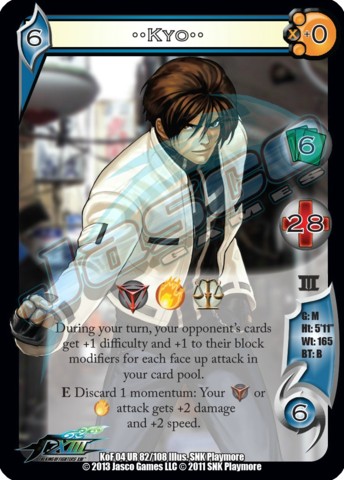 6
··Kyo··
+0
JASCO
GAMES
6
28
III
G: M
Ht: 5'11"
Wt: 165
BT: B
6
During your turn, your opponent's cards
get +1 difficulty and +1 to their block
modifiers for each face up attack in
your card pool.
E Discard 1 momentum: Your or
attack gets +2 damage
and +2 speed.
XIII
Kof 04 UR 82/108 Illus. SNK Playmore
© 2013 Jasco Games LLC © 2011 SNK Playmore